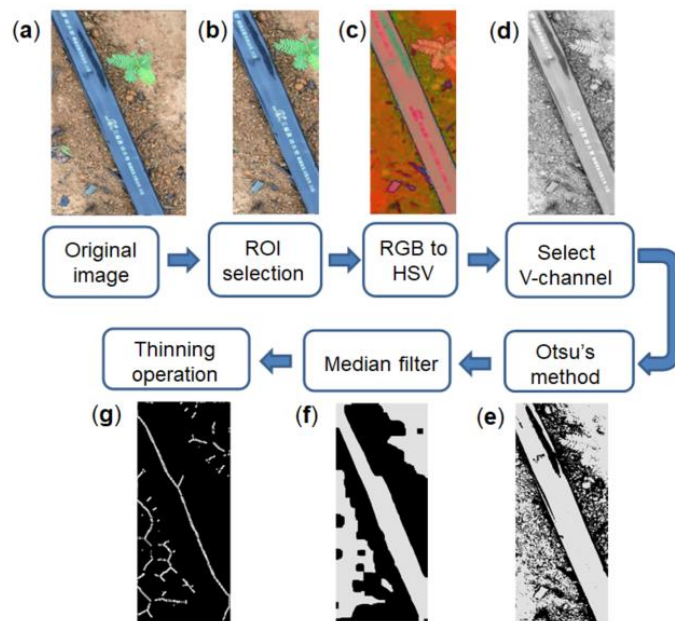 (a) (b) (c) (d)
Original
image
ROI
selection
RGB to
HSV
Select
V-channel
Thinning
operation
Median filter
Otsu's
method
(g) (f) (e)